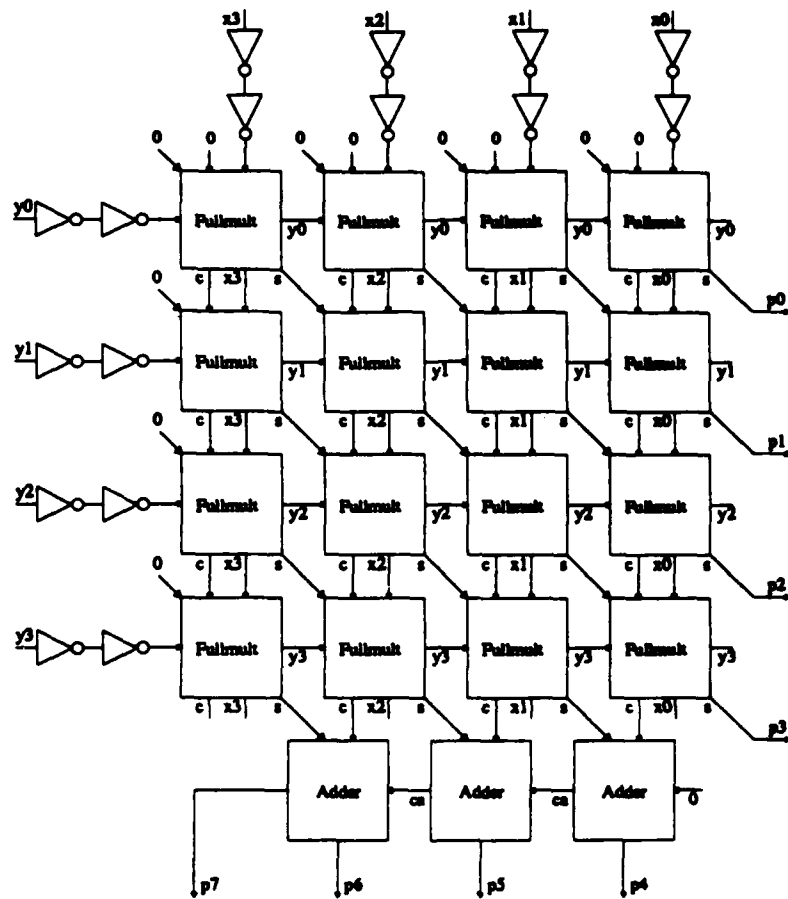 x3 x2 x1 x0
0 0 0 0 0 0 0 0
y0 Fullmult y0 Fullmult y0 Fullmult y0 Fullmult y0
c x3 s c x2 s c x1 s c x0 s p0
0
y1 Fullmult y1 Fullmult y1 Fullmult y1 Fullmult y1
c x3 s c x2 s c x1 s c x0 s p1
0
y2 Fullmult y2 Fullmult y2 Fullmult y2 Fullmult y2
c x3 s c x2 s c x1 s c x0 s p2
0
y3 Fullmult y3 Fullmult y3 Fullmult y3 Fullmult y3
c x3 s c x2 s c x1 s c x0 s p3
Adder ca Adder ca Adder 0
p7 p6 p5 p4